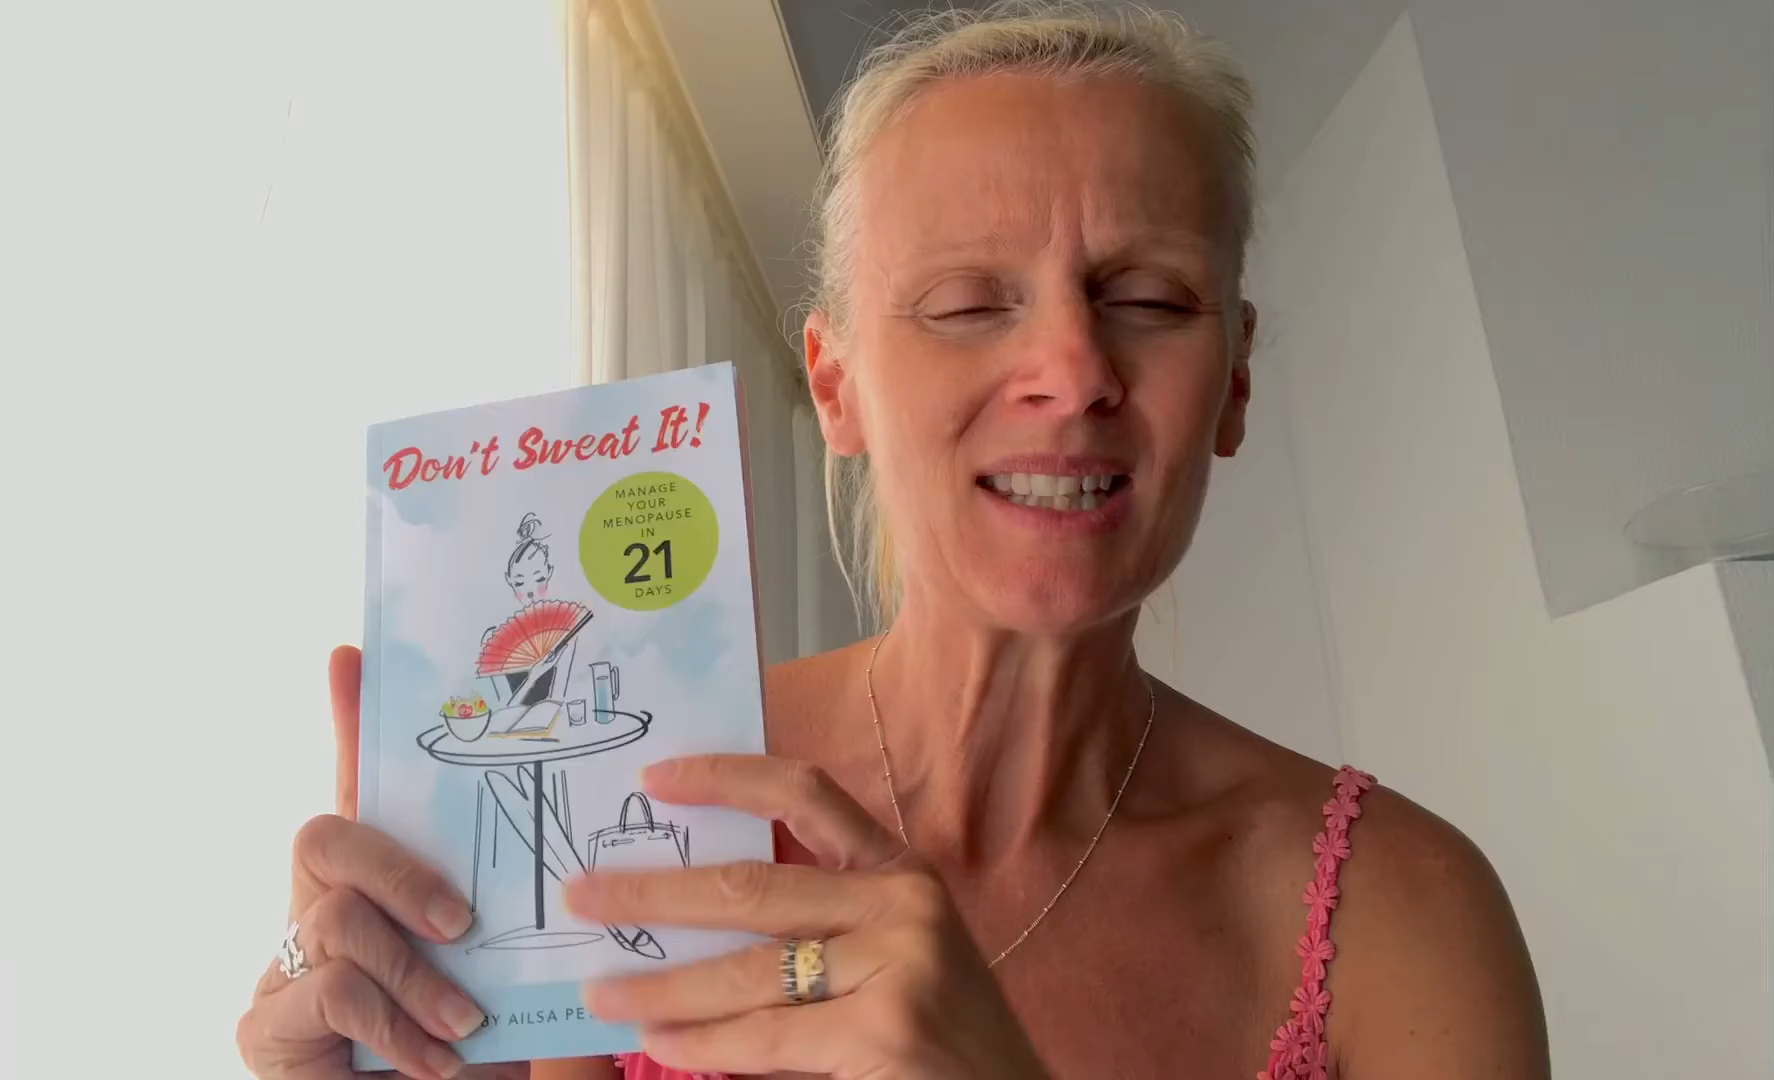 Don't Sweat It!
MANAGE
YOUR
MENOPAUSE
IN
21
DAYS
BY AILSA